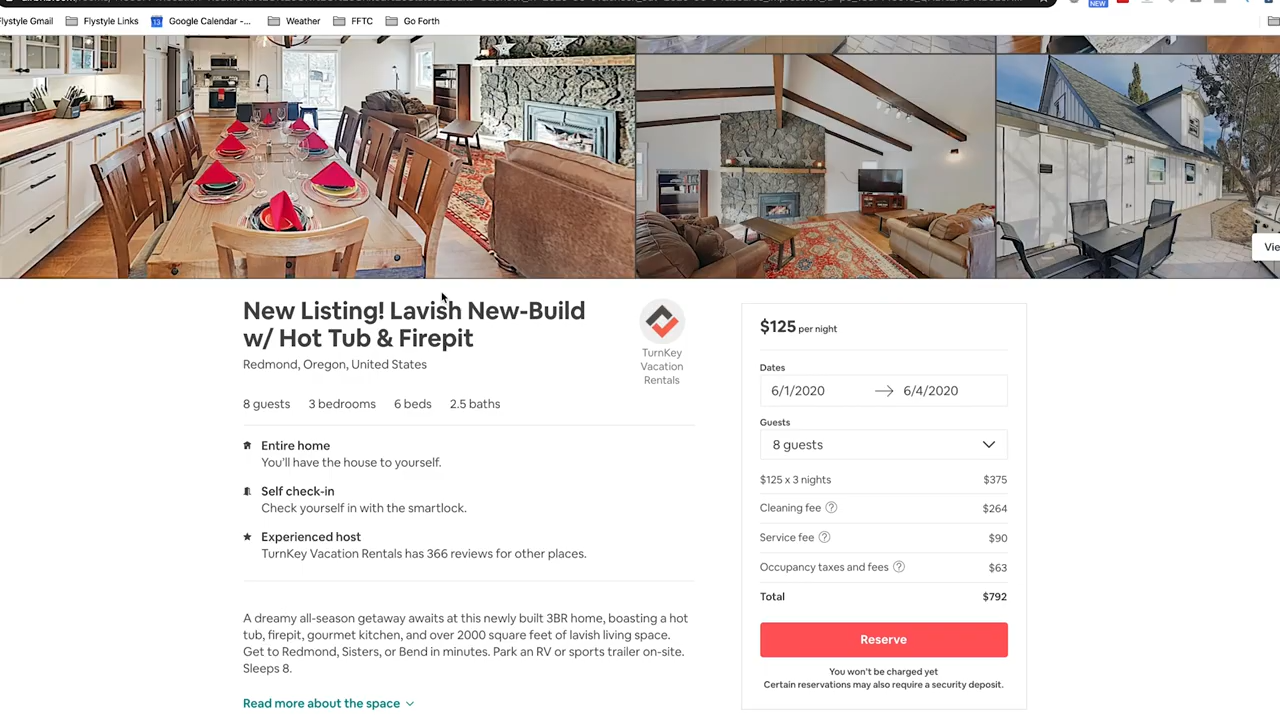 Flystyle Gmail
Flystyle Links
Google Calendar -...
Weather
FFTC
Go Forth
NEW
13
Vie
New Listing! Lavish New-Build
w/ Hot Tub & Firepit
Redmond, Oregon, United States
TurnKey
Vacation
Rentals
8 guests 3 bedrooms 6 beds 2.5 baths
Entire home
You'll have the house to yourself.
Self check-in
Check yourself in with the smartlock.
Experienced host
TurnKey Vacation Rentals has 366 reviews for other places.
A dreamy all-season getaway awaits at this newly built 3BR home, boasting a hot
tub, firepit, gourmet kitchen, and over 2000 square feet of lavish living space.
Get to Redmond, Sisters, or Bend in minutes. Park an RV or sports trailer on-site.
Sleeps 8.
Read more about the space
$125 per night
Dates
6/1/2020 → 6/4/2020
Guests
8 guests
$125 x 3 nights $375
Cleaning fee ? $264
Service fee ? $90
Occupancy taxes and fees ? $63
Total $792
Reserve
You won't be charged yet
Certain reservations may also require a security deposit.